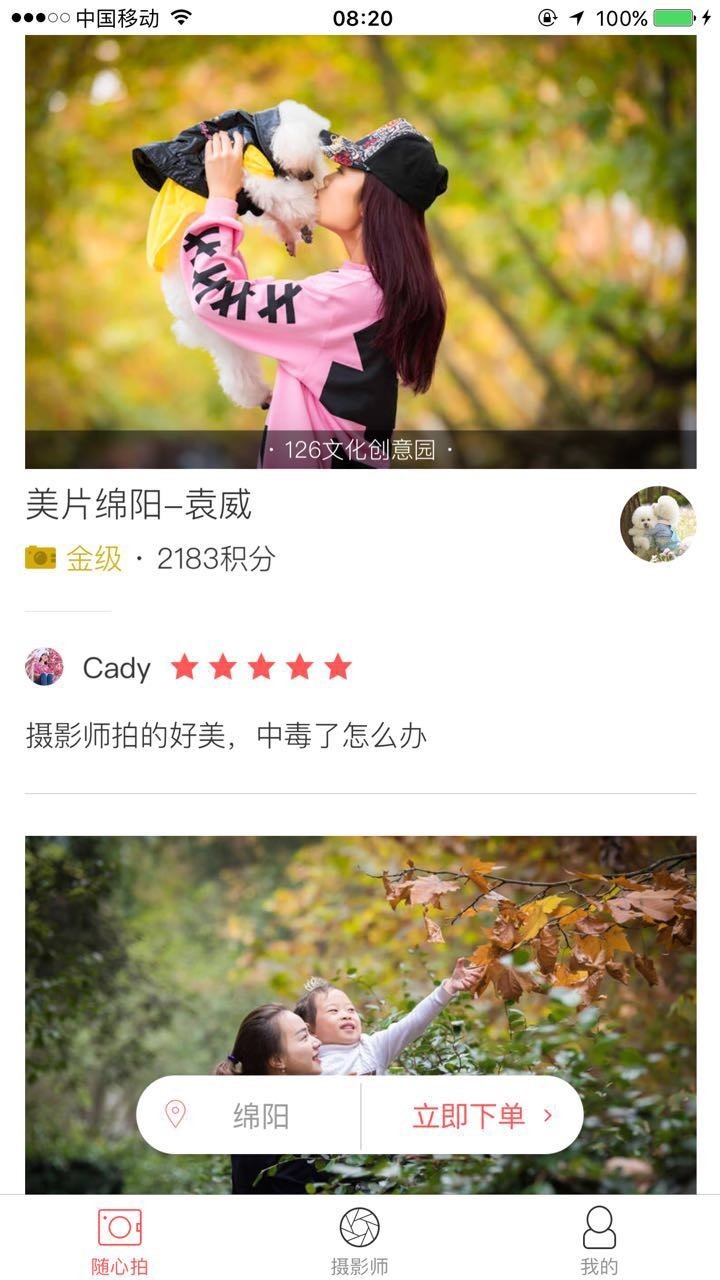 中国移动
08:20
100%
· 126文化创意园 ·
美片绵阳–袁威
金级 · 2183积分
Cady
摄影师拍的好美，中毒了怎么办
绵阳
立即下单
随心拍
摄影师
我的